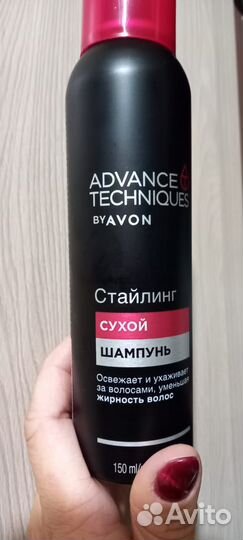 ADVANCE
TECHNIQUES
BY AVON
Стайлинг
СУХОЙ
ШАМПУНЬ
Освежает и ухаживает
за волосами, уменьшая
жирность волос
150 ml/
Avito